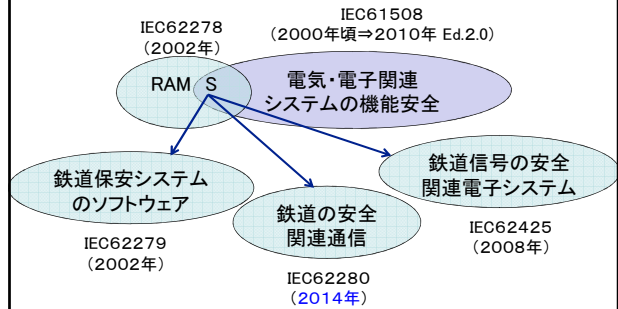 IEC62278
（2002年）
IEC61508
（2000年頃⇒2010年 Ed.2.0）
RAM S
電気・電子関連
システムの機能安全
鉄道保安システム
のソフトウェア
IEC62279
（2002年）
鉄道の安全
関連通信
IEC62280
（2014年）
鉄道信号の安全
関連電子システム
IEC62425
（2008年）